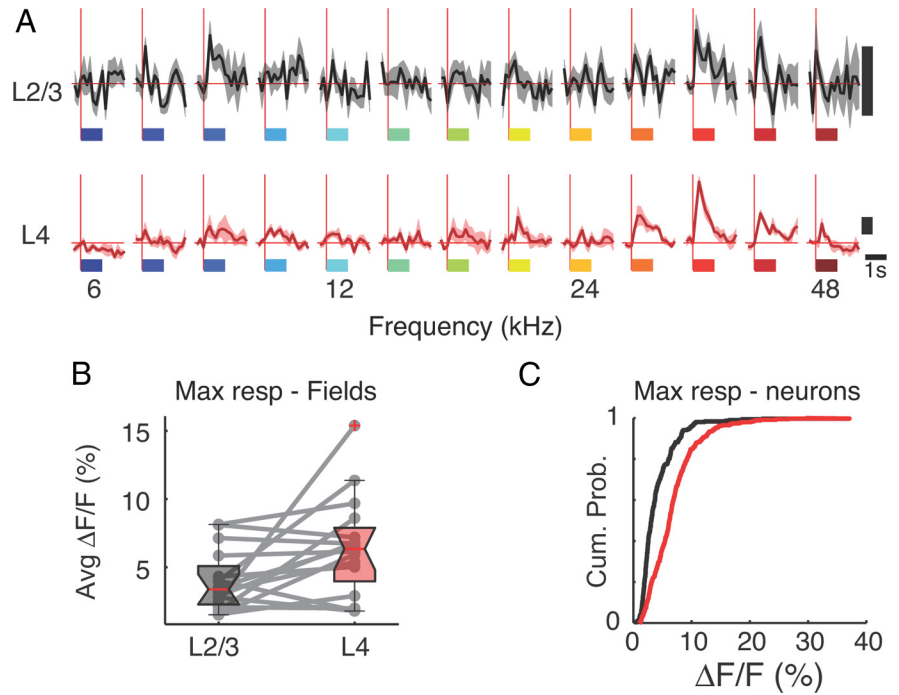 A
L2/3
L4
1s
6 12 24 48
Frequency (kHz)
B
Max resp - Fields
15
10
5
Avg ΔF/F (%)
L2/3 L4
C
Max resp - neurons
1
Cum. Prob.
0
0 10 20 30 40
ΔF/F (%)